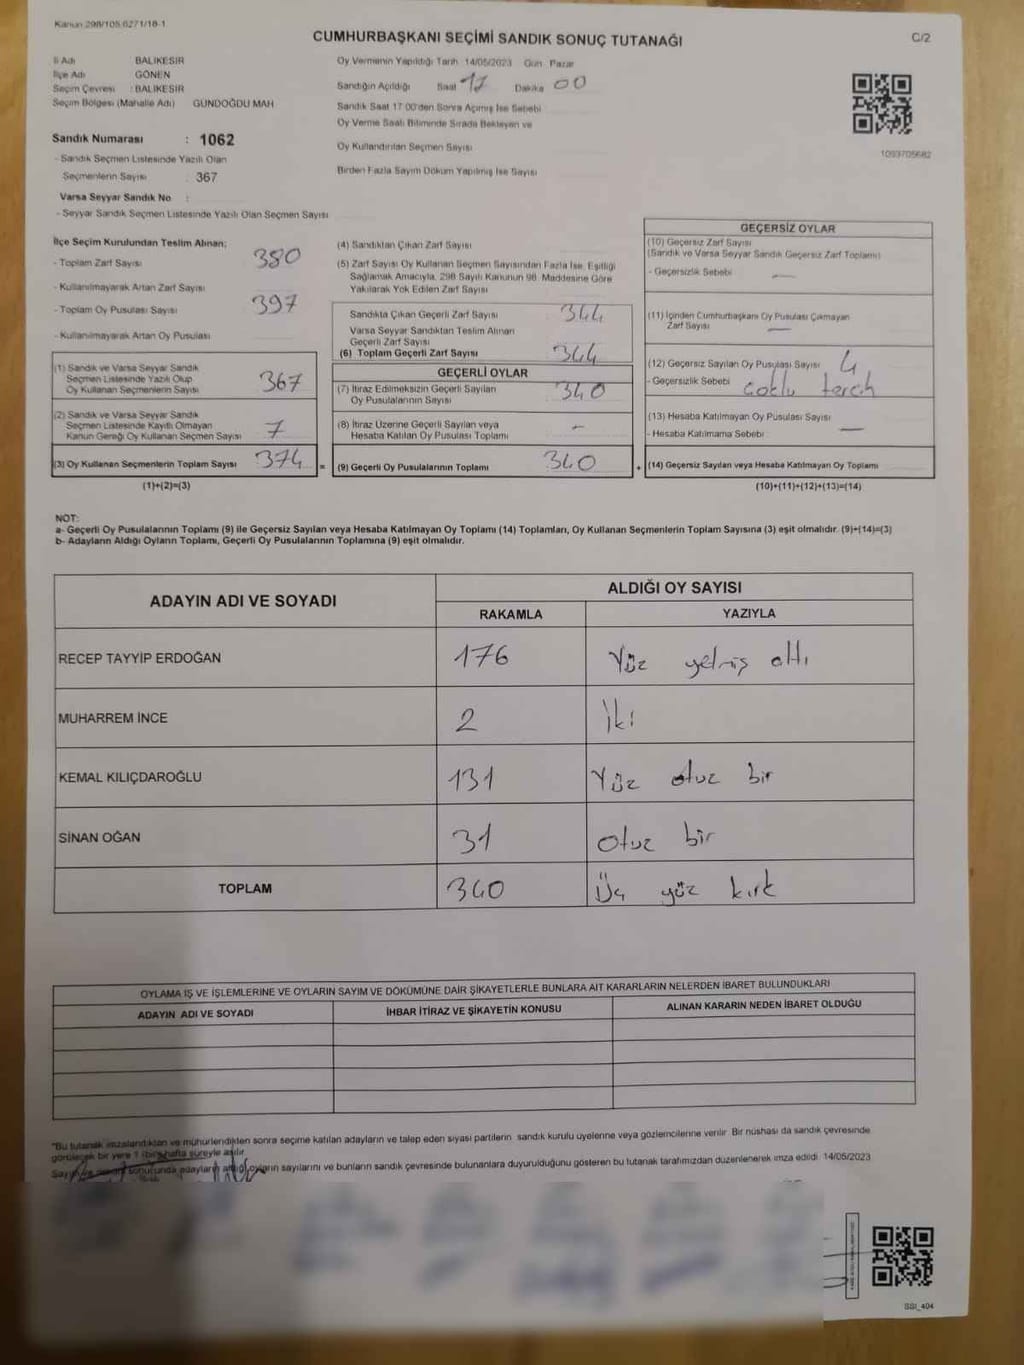 Kanun 298/105 6271/18-1
CUMHURBAŞKANI SEÇİMİ SANDIK SONUÇ TUTANAĞI
C/2
İl Adı BALIKESİR
İlçe Adı GÖNEN
Seçim Çevresi : BALIKESİR
Seçim Bölgesi (Mahalle Adı) GÜNDOĞDU MAH
Oy Vermenin Yapıldığı Tarih 14/05/2023 Gün Pazar
Sandığın Açıldığı Saat 17 Dakika 00
Sandık Saat 17 00'den Sonra Açılmış İse Sebebi
Oy Verme Saati Bitiminde Sırada Bekleyen ve
Oy Kullandırılan Seçmen Sayısı
Birden Fazla Sayım Döküm Yapılmış İse Sayısı
Sandık Numarası : 1062
- Sandık Seçmen Listesinde Yazılı Olan
Seçmenlerin Sayısı : 367
Varsa Seyyar Sandık No :
- Seyyar Sandık Seçmen Listesinde Yazılı Olan Seçmen Sayısı
1093705682
İlçe Seçim Kurulundan Teslim Alınan;
- Toplam Zarf Sayısı 380
- Kullanılmayarak Artan Zarf Sayısı
- Toplam Oy Pusulası Sayısı 397
- Kullanılmayarak Artan Oy Pusulası
(1) Sandık ve Varsa Seyyar Sandık
Seçmen Listesinde Yazılı Olup
Oy Kullanan Seçmenlerin Sayısı 367
(2) Sandık ve Varsa Seyyar Sandık
Seçmen Listesinde Kayıtlı Olmayan
Kanun Gereği Oy Kullanan Seçmen Sayısı 7
(3) Oy Kullanan Seçmenlerin Toplam Sayısı 374 =
(1)+(2)=(3)
(4) Sandıktan Çıkan Zarf Sayısı
(5) Zarf Sayısı Oy Kullanan Seçmen Sayısından Fazla İse, Eşitliği
Sağlamak Amacıyla, 298 Sayılı Kanunun 98. Maddesine Göre
Yakılarak Yok Edilen Zarf Sayısı
Sandıkta Çıkan Geçerli Zarf Sayısı 344
Varsa Seyyar Sandıktan Teslim Alınan
Geçerli Zarf Sayısı
(6) Toplam Geçerli Zarf Sayısı 344
GEÇERLİ OYLAR
(7) İtiraz Edilmeksizin Geçerli Sayılan
Oy Pusulalarının Sayısı 340
(8) İtiraz Üzerine Geçerli Sayılan veya
Hesaba Katılan Oy Pusulası Toplamı -
(9) Geçerli Oy Pusulalarının Toplamı 340 +
GEÇERSİZ OYLAR
(10) Geçersiz Zarf Sayısı
(Sandık ve Varsa Seyyar Sandık Geçersiz Zarf Toplamı)
- Geçersizlik Sebebi —
(11) İçinden Cumhurbaşkanı Oy Pusulası Çıkmayan
Zarf Sayısı —
(12) Geçersiz Sayılan Oy Pusulası Sayısı 4
- Geçersizlik Sebebi çoklu tercih
(13) Hesaba Katılmayan Oy Pusulası Sayısı
- Hesaba Katılmama Sebebi : —
(14) Geçersiz Sayılan veya Hesaba Katılmayan Oy Toplamı
(10)+(11)+(12)+(13)=(14)
NOT:
a- Geçerli Oy Pusulalarının Toplamı (9) ile Geçersiz Sayılan veya Hesaba Katılmayan Oy Toplamı (14) Toplamları, Oy Kullanan Seçmenlerin Toplam Sayısına (3) eşit olmalıdır. (9)+(14)=(3)
b- Adayların Aldığı Oyların Toplamı, Geçerli Oy Pusulalarının Toplamına (9) eşit olmalıdır.
ADAYIN ADI VE SOYADI
ALDIĞI OY SAYISI
RAKAMLA YAZIYLA
RECEP TAYYİP ERDOĞAN 176 Yüz yetmiş altı
MUHARREM İNCE 2 İki
KEMAL KILIÇDAROĞLU 131 Yüz otuz bir
SİNAN OĞAN 31 otuz bir
TOPLAM 340 Üç yüz kırk
OYLAMA İŞ VE İŞLEMLERİNE VE OYLARIN SAYIM VE DÖKÜMÜNE DAİR ŞİKAYETLERLE BUNLARA AİT KARARLARIN NELERDEN İBARET BULUNDUKLARI
ADAYIN ADI VE SOYADI
İHBAR İTİRAZ VE ŞİKAYETİN KONUSU
ALINAN KARARIN NEDEN İBARET OLDUĞU
"Bu tutanak imzalandıktan ve mühürlendikten sonra seçime katılan adayların ve talep eden siyasi partilerin sandık kurulu üyelerine veya gözlemcilerine verilir Bir nüshası da sandık çevresinde
görülecek bir yere 1 (bir) hafta süreyle asılır.
Sayım ve döküm sonucunda adayların aldığı oyların sayılarını ve bunların sandık çevresinde bulunanlara duyurulduğunu gösteren bu tutanak tarafımızdan düzenlenerek imza edildi 14/05/2023
SSI_404